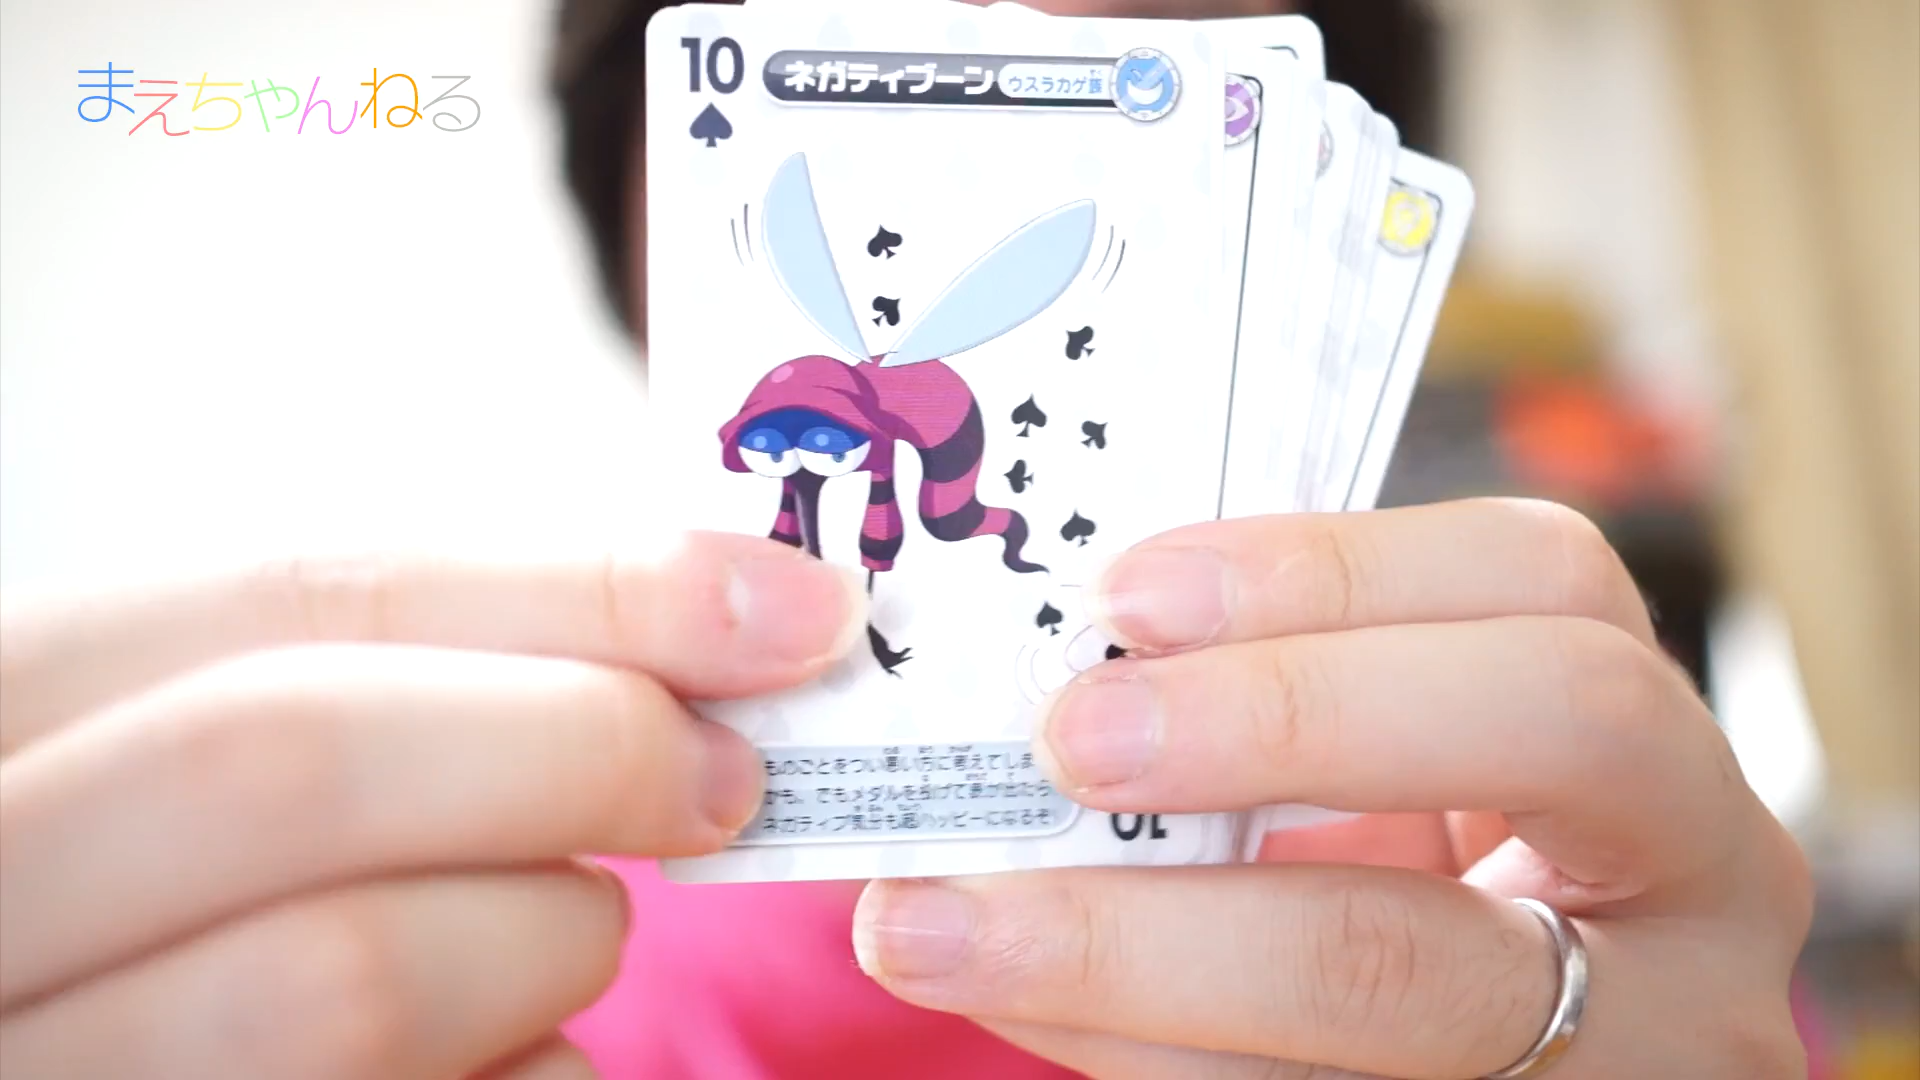 まえちゃんねる
10
ネガティブーン ウスラカゲ族
ものごとをつい悪い方に考えてしま
かも。でもメダルを投げて表が出たら
ネガティブ気分も超ハッピーになるぞ
10